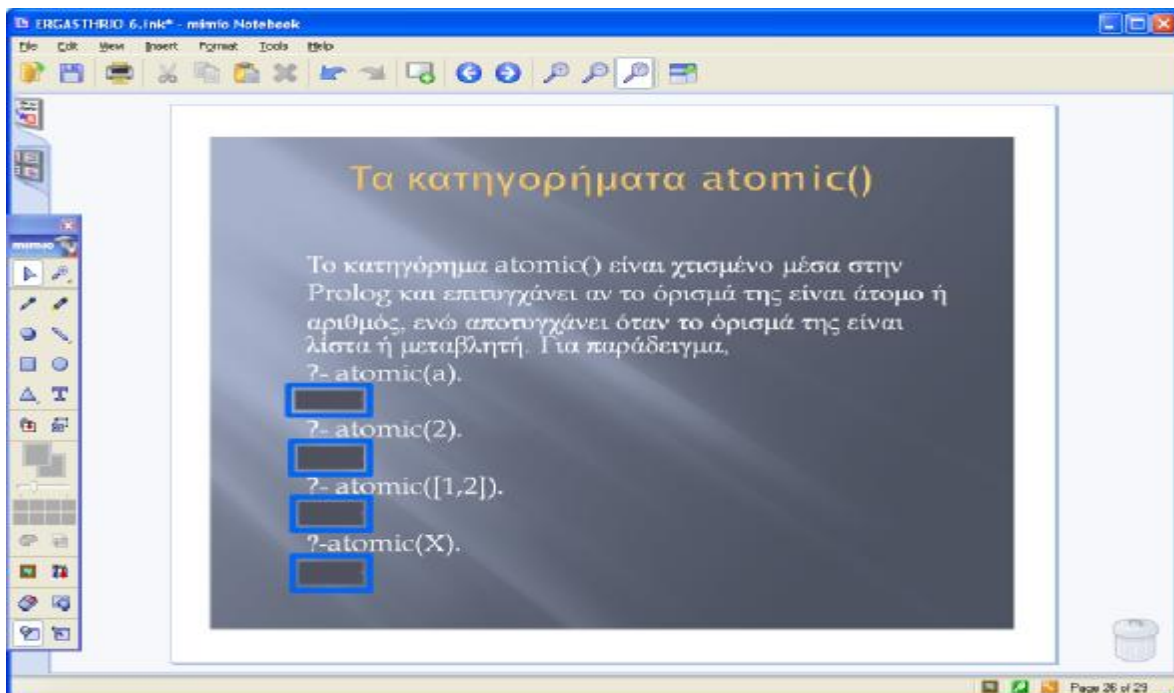 ERGASTHRIO 6.ink* - mimio Notebook
File Edit View Insert Format Tools Help
mimio
Τα κατηγορήματα atomic()
Το κατηγόρημα atomic() είναι χτισμένο μέσα στην
Prolog και επιτυγχάνει αν το όρισμά της είναι άτομο ή
αριθμός, ενώ αποτυγχάνει όταν το όρισμά της είναι
λίστα ή μεταβλητή. Για παράδειγμα,
?- atomic(a).
?- atomic(2).
?- atomic([1,2]).
?-atomic(X).
Page 26 of 29